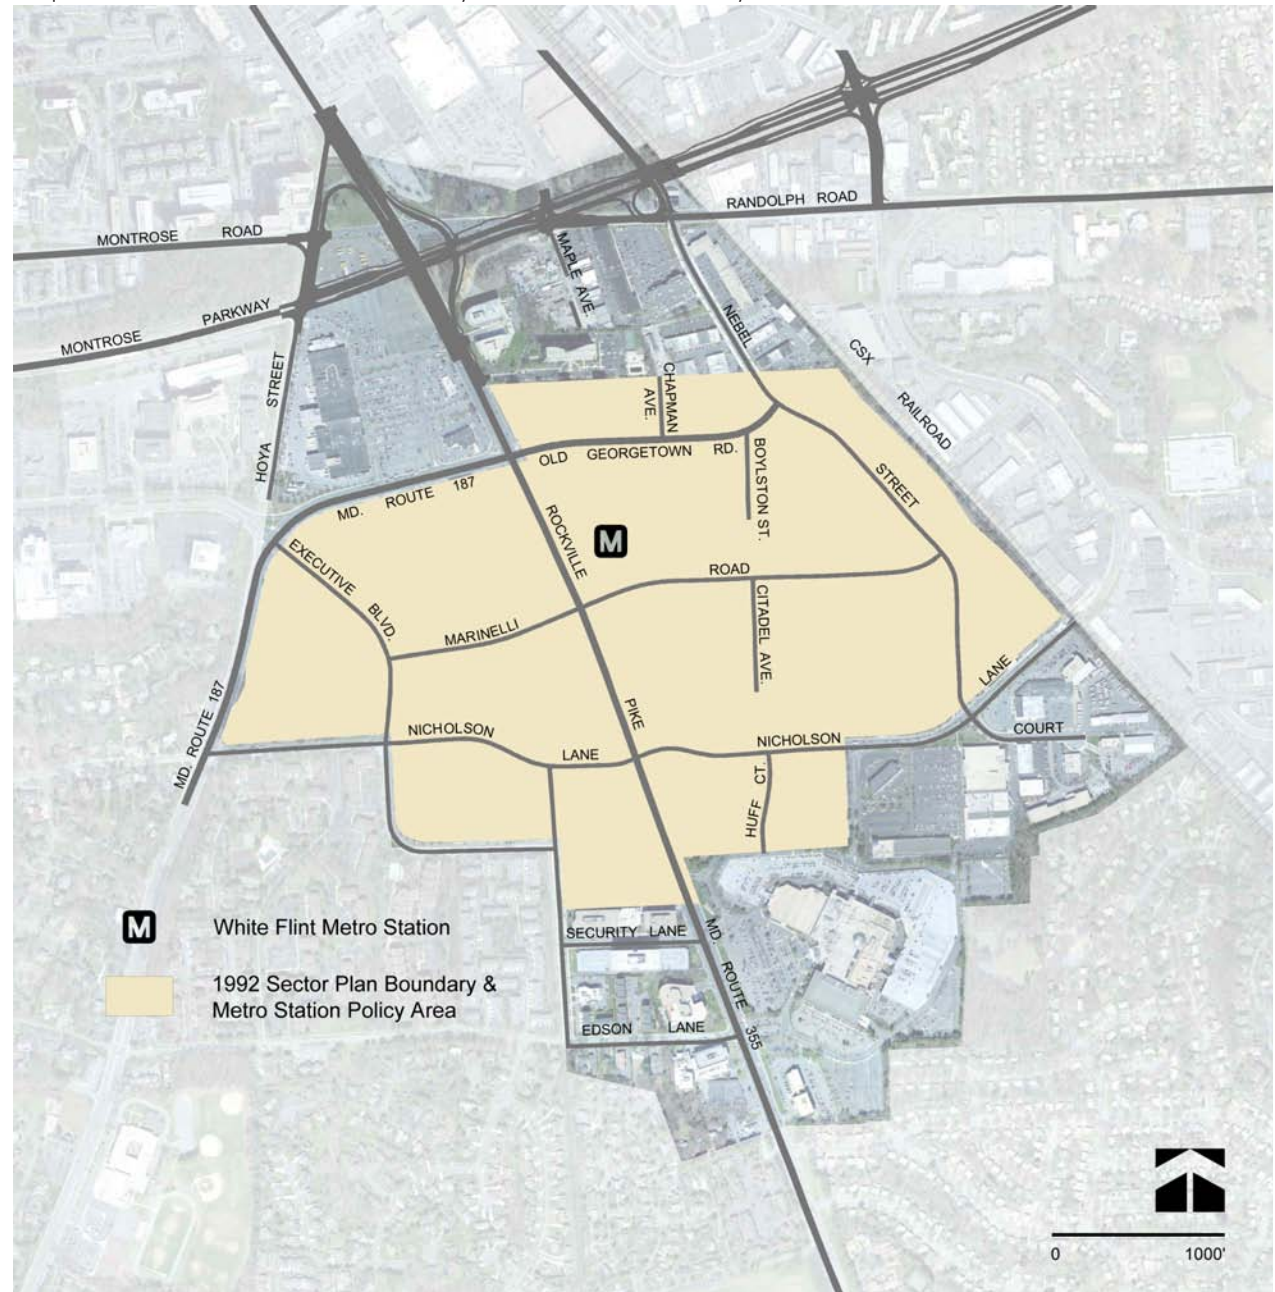 RANDOLPH ROAD
MONTROSE ROAD
MAPLE AVE.
MONTROSE PARKWAY
NEBEL
STREET
CSX RAILROAD
HOYA STREET
CHAPMAN
AVE.
OLD GEORGETOWN RD.
BOYLSTON ST.
MD. ROUTE 187
ROCKVILLE
PIKE
M
EXECUTIVE BLVD.
ROAD
MARINELLI
CITADEL AVE.
LANE
MD. ROUTE 187
NICHOLSON
LANE
NICHOLSON
COURT
HUFF CT.
M
White Flint Metro Station
SECURITY LANE
MD. ROUTE 355
1992 Sector Plan Boundary &
Metro Station Policy Area
EDSON LANE
0 1000'